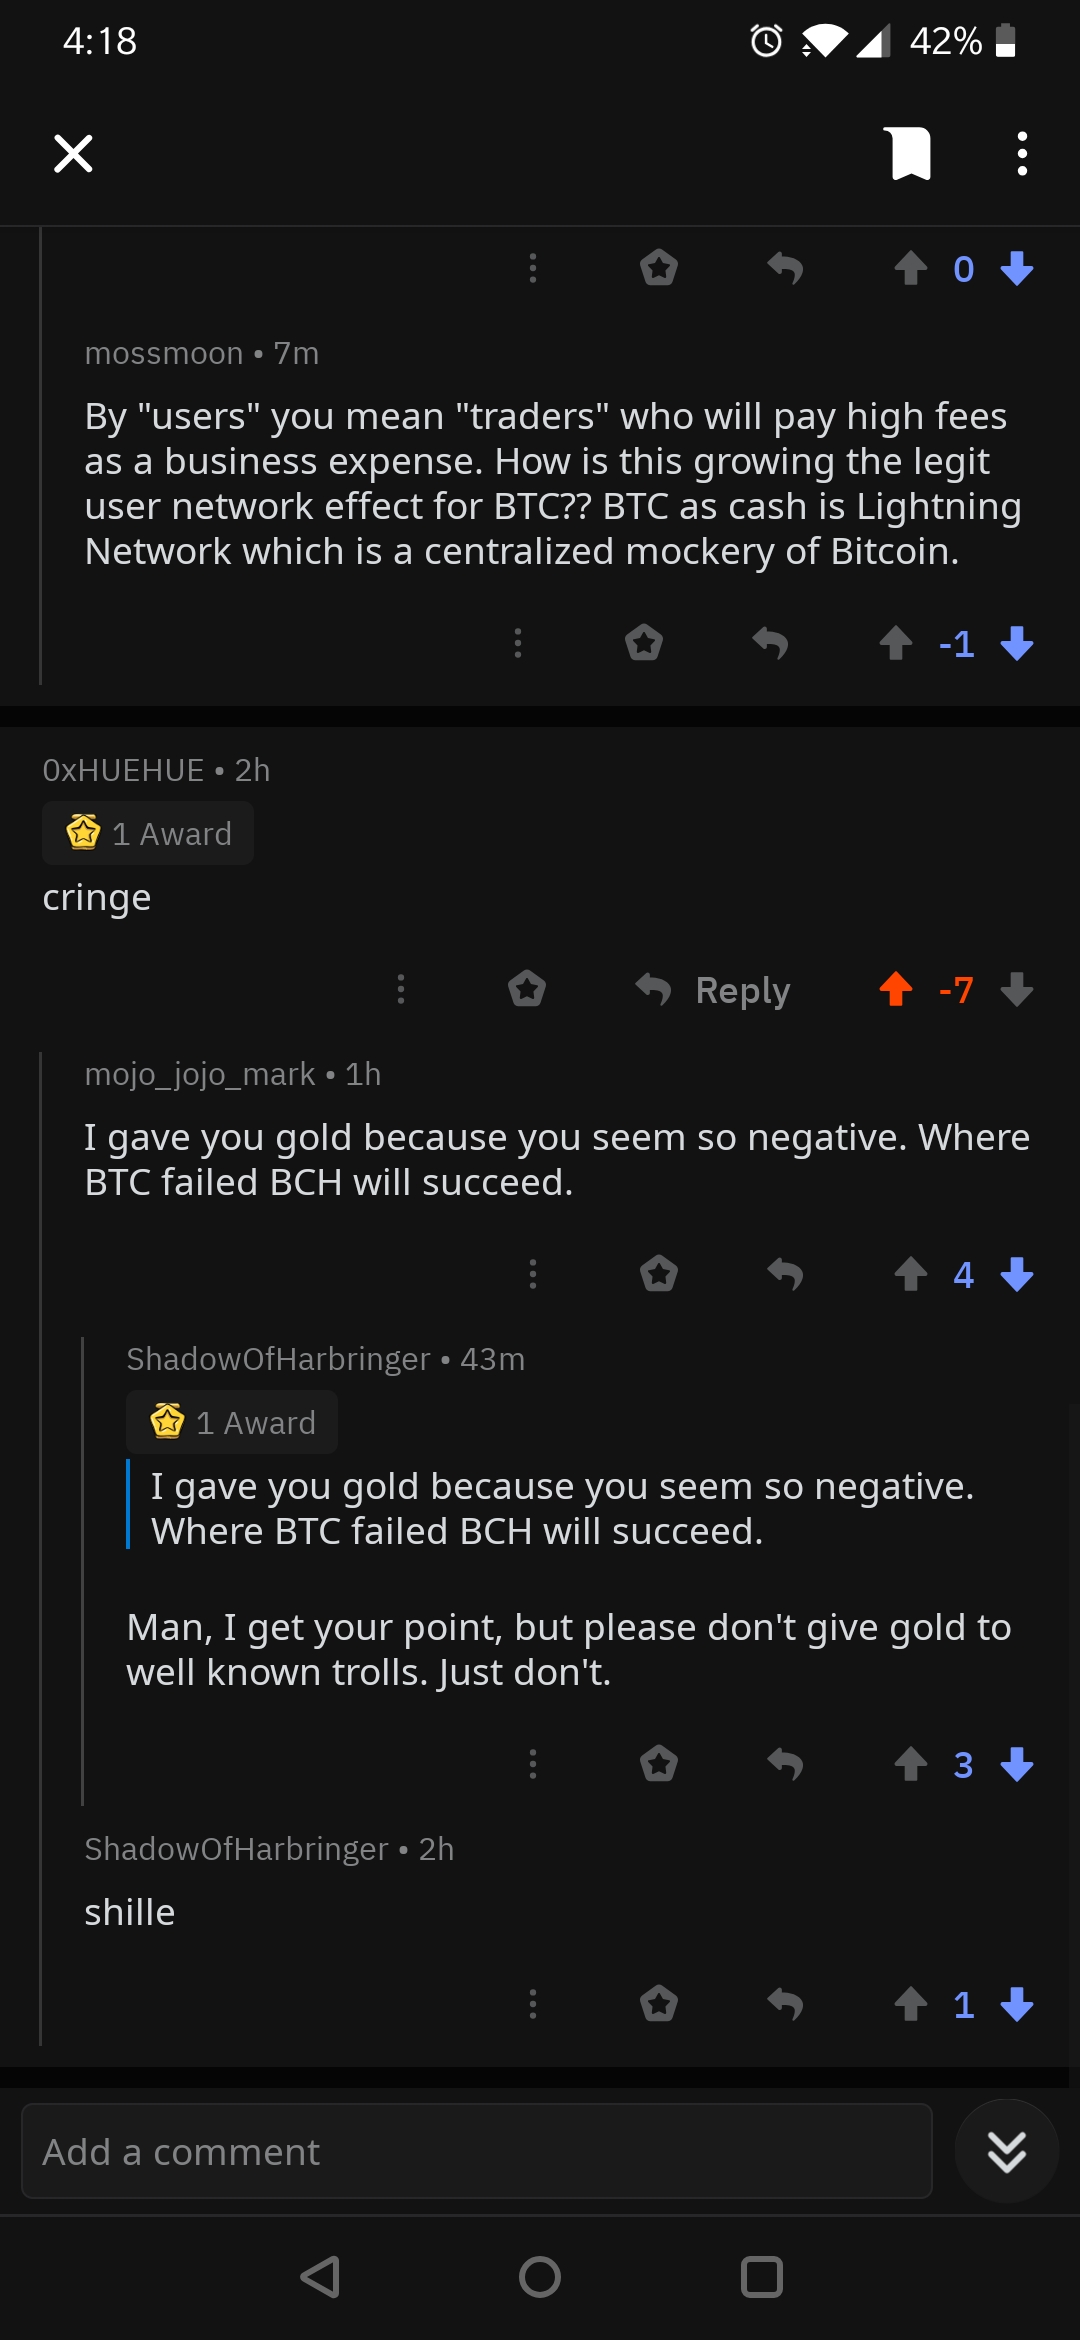 4:18
42%
0
mossmoon • 7m
By "users" you mean "traders" who will pay high fees
as a business expense. How is this growing the legit
user network effect for BTC?? BTC as cash is Lightning
Network which is a centralized mockery of Bitcoin.
-1
0xHUEHUE • 2h
1 Award
cringe
Reply -7
mojo_jojo_mark • 1h
I gave you gold because you seem so negative. Where
BTC failed BCH will succeed.
4
ShadowOfHarbringer • 43m
1 Award
I gave you gold because you seem so negative.
Where BTC failed BCH will succeed.
Man, I get your point, but please don't give gold to
well known trolls. Just don't.
3
ShadowOfHarbringer • 2h
shille
1
Add a comment